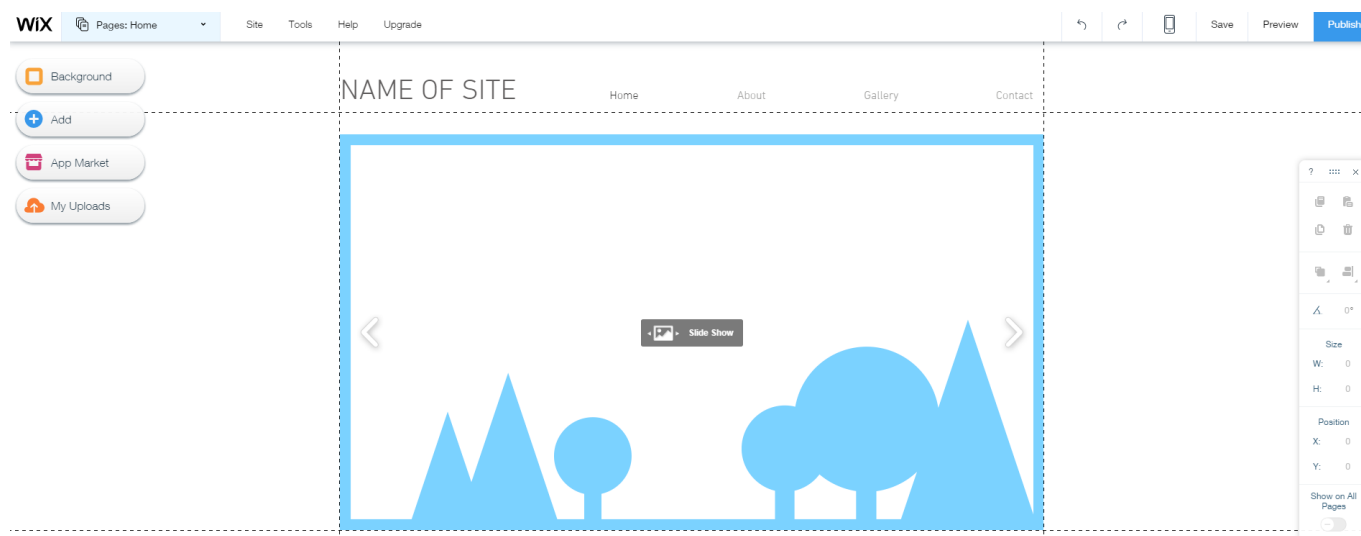 WiX Pages: Home Site Tools Help Upgrade Save Preview Publish
Background
Add
App Market
My Uploads
NAME OF SITE Home About Gallery Contact
Slide Show
?
0°
Size
W: 0
H: 0
Position
X: 0
Y: 0
Show on All
Pages